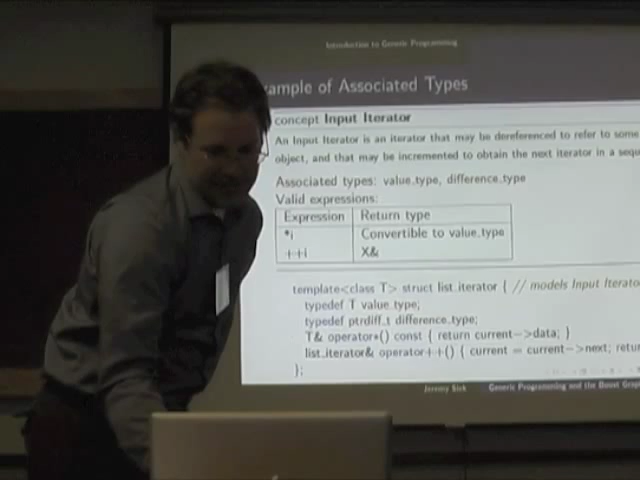 Introduction to Generic Programming
ample of Associated Types
concept Input Iterator
An Input Iterator is an iterator that may be dereferenced to refer to some
object, and that may be incremented to obtain the next iterator in a sequ
Associated types: value_type, difference_type
Valid expressions:
Expression Return type
*i Convertible to value_type
++i X&
template<class T> struct list_iterator { // models Input Iterato
typedef T value_type;
typedef ptrdiff_t difference_type;
T& operator*() const { return current->data; }
list_iterator& operator++() { current = current->next; retur
};
Jeremy Siek Generic Programming and the Boost Grap